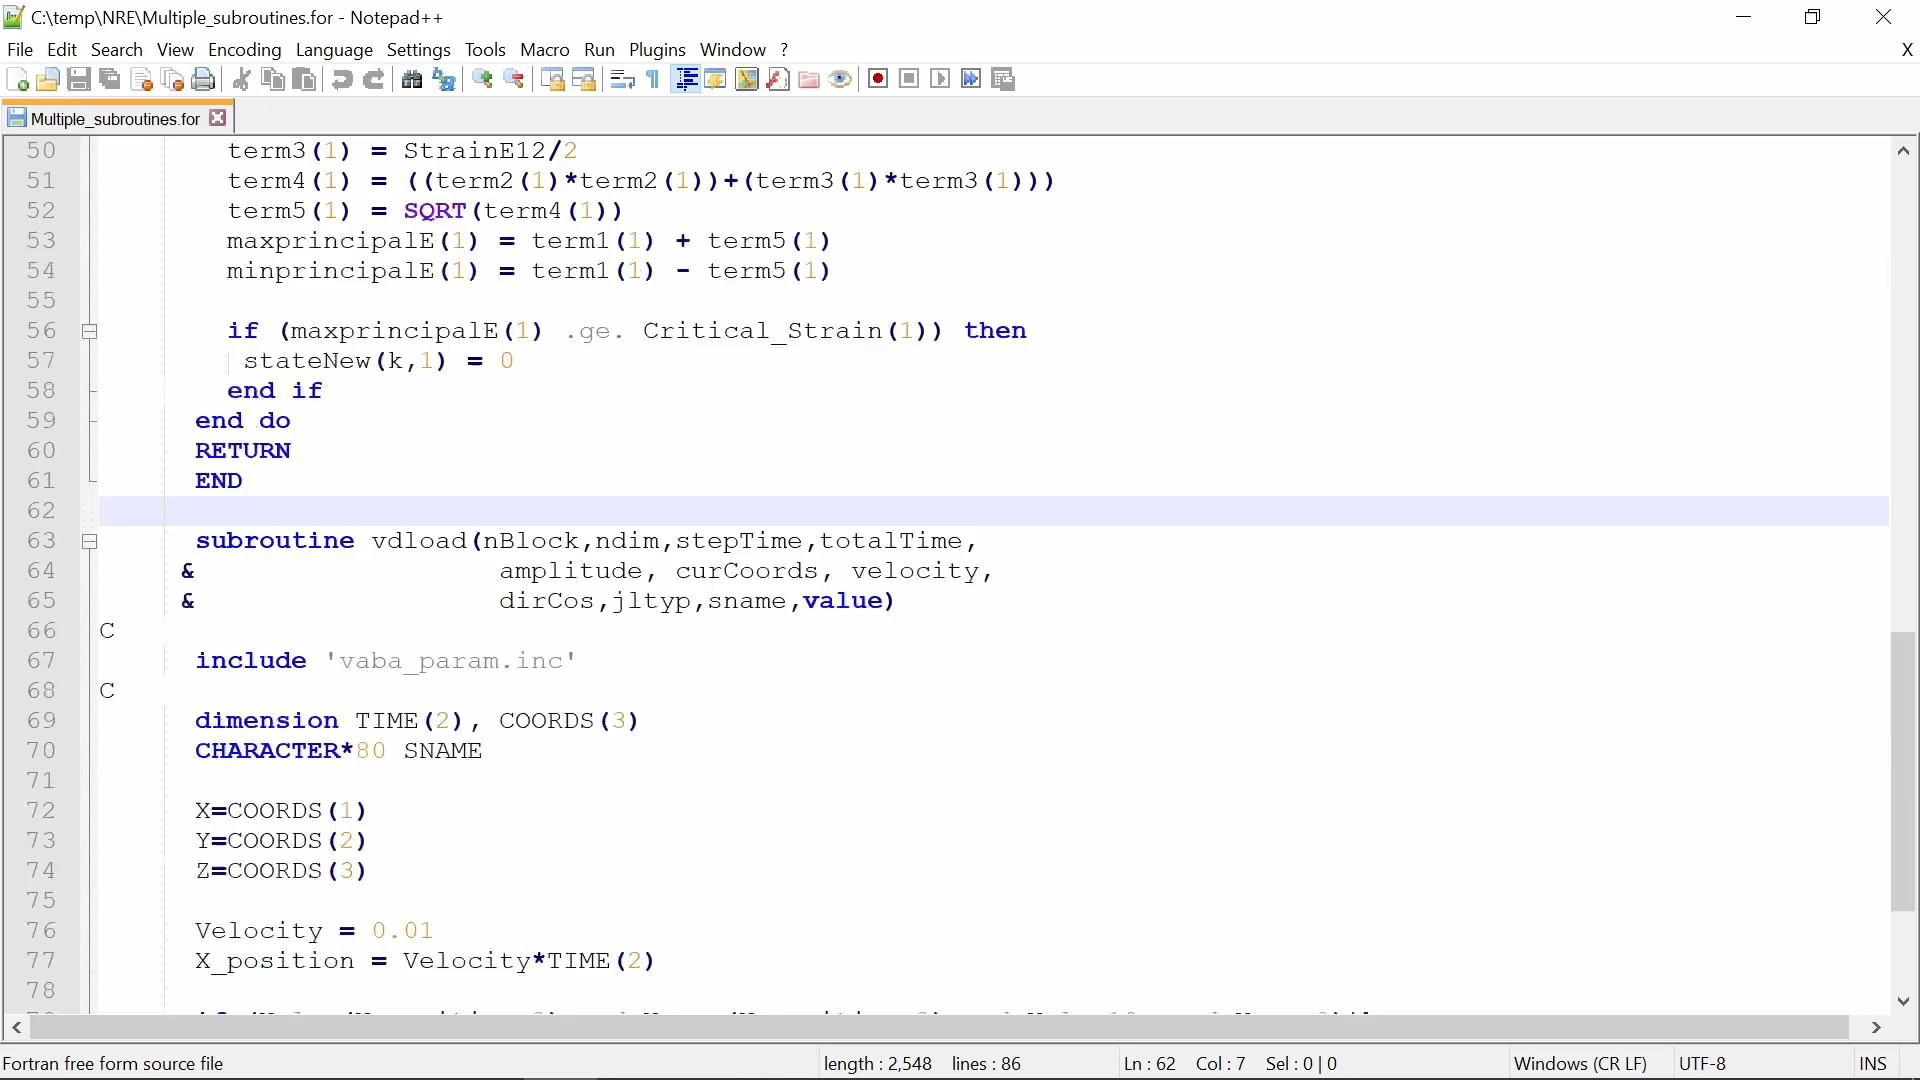 C:\temp\NRE\Multiple_subroutines.for - Notepad++
File Edit Search View Encoding Language Settings Tools Macro Run Plugins Window ? X
Multiple_subroutines.for
50 term3(1) = StrainE12/2
51 term4(1) = ((term2(1)*term2(1))+(term3(1)*term3(1)))
52 term5(1) = SQRT(term4(1))
53 maxprincipalE(1) = term1(1) + term5(1)
54 minprincipalE(1) = term1(1) - term5(1)
55
56 if (maxprincipalE(1) .ge. Critical_Strain(1)) then
57 stateNew(k,1) = 0
58 end if
59 end do
60 RETURN
61 END
62
63 subroutine vdload(nBlock,ndim,stepTime,totalTime,
64 & amplitude, curCoords, velocity,
65 & dirCos,jltyp,sname,value)
66 C
67 include 'vaba_param.inc'
68 C
69 dimension TIME(2), COORDS(3)
70 CHARACTER*80 SNAME
71
72 X=COORDS(1)
73 Y=COORDS(2)
74 Z=COORDS(3)
75
76 Velocity = 0.01
77 X_position = Velocity*TIME(2)
78
Fortran free form source file length : 2,548 lines : 86 Ln : 62 Col : 7 Sel : 0 | 0 Windows (CR LF) UTF-8 INS